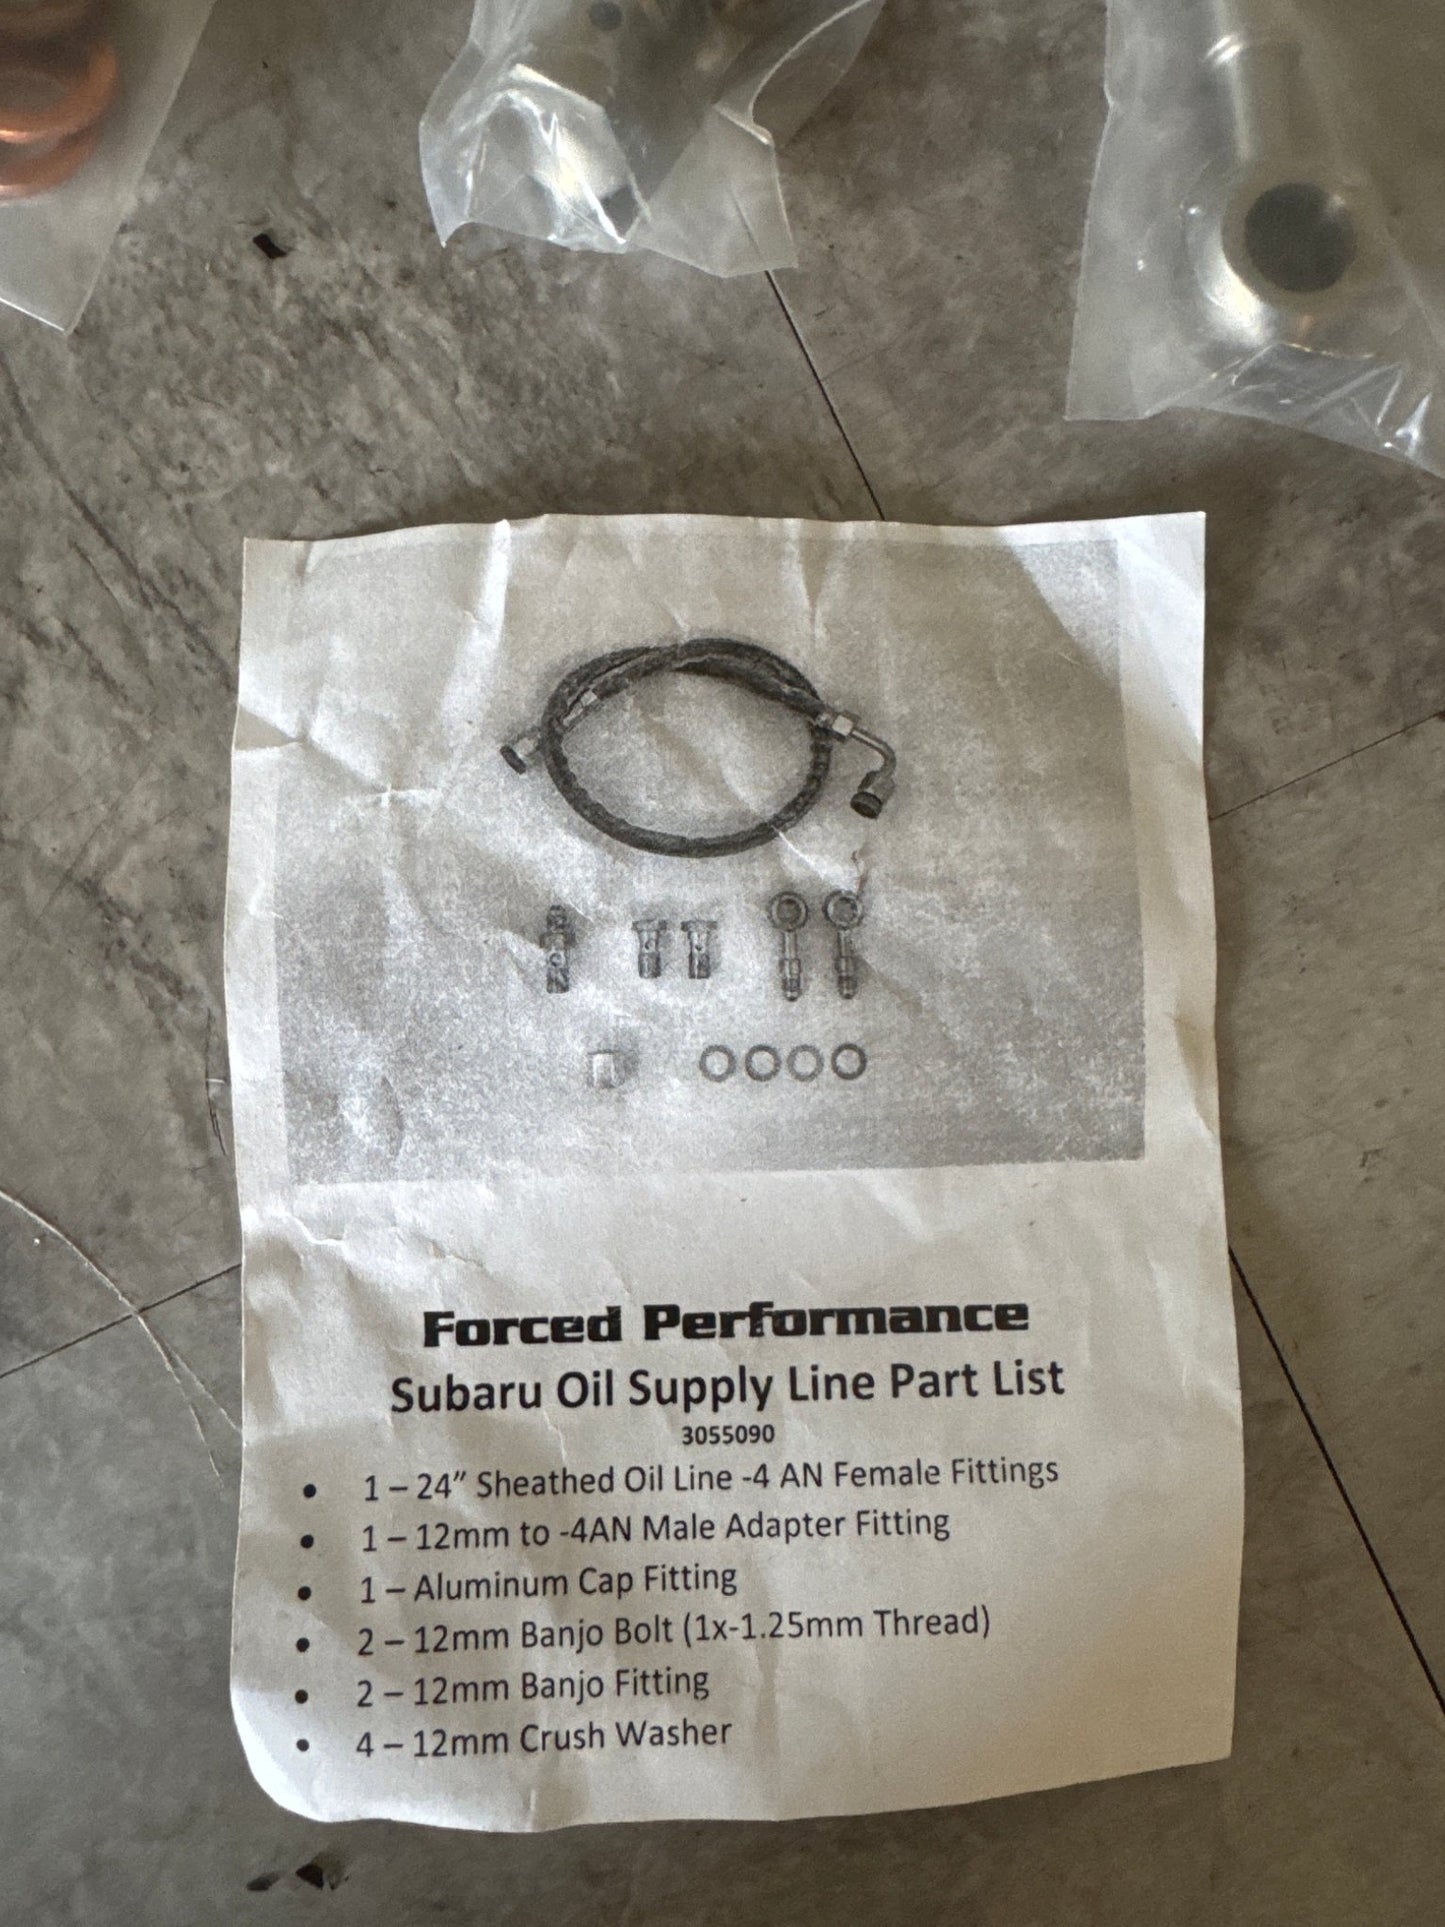 Forced Performance
Subaru Oil Supply Line Part List
3055090
• 1 – 24” Sheathed Oil Line -4 AN Female Fittings
• 1 – 12mm to -4AN Male Adapter Fitting
• 1 – Aluminum Cap Fitting
• 2 – 12mm Banjo Bolt (1x-1.25mm Thread)
• 2 – 12mm Banjo Fitting
• 4 – 12mm Crush Washer